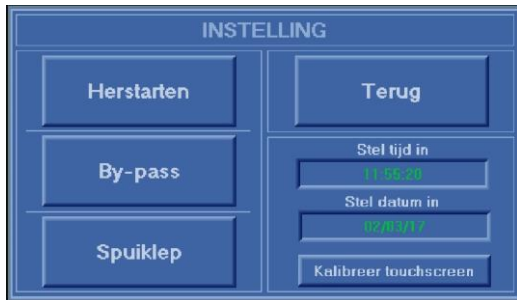 INSTELLING
Herstarten
Terug
By-pass
Stel tijd in
11:55:20
Stel datum in
02/03/17
Spuiklep
Kalibreer touchscreen